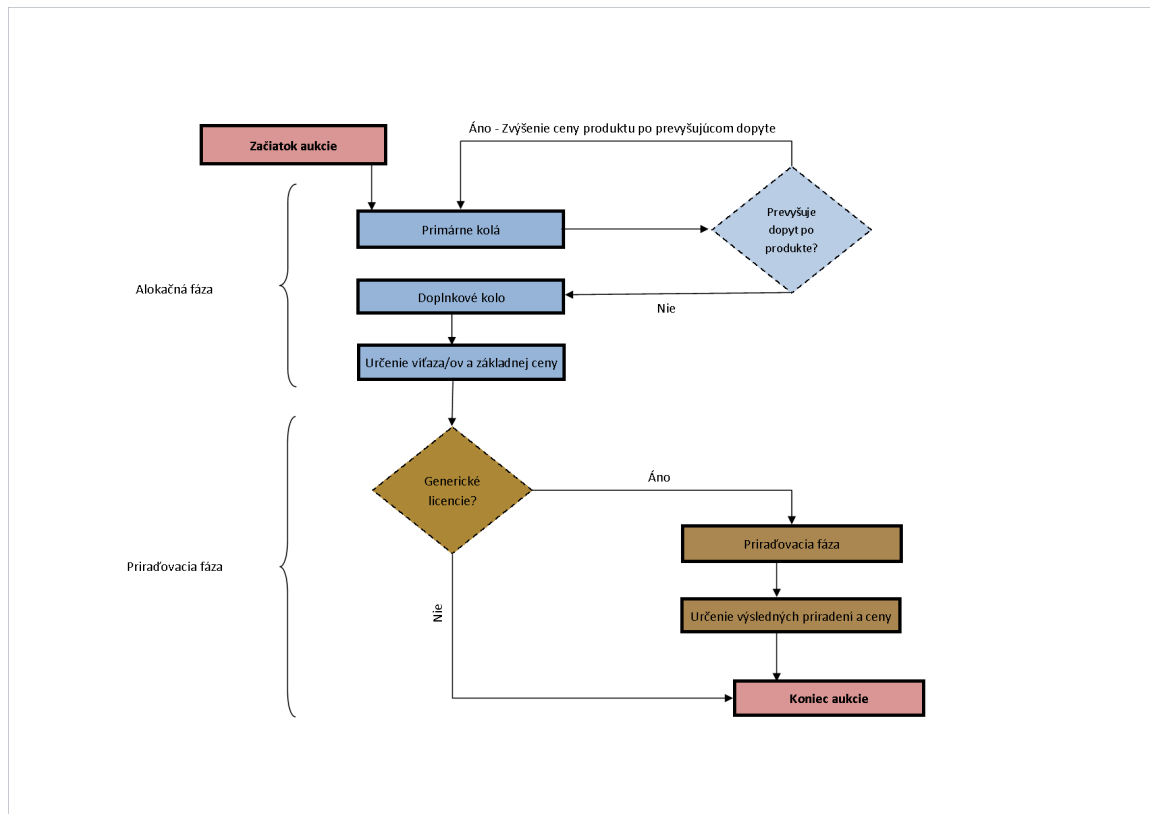 Áno - Zvýšenie ceny produktu po prevyšujúcom dopyte
Začiatok aukcie
Primárne kolá
Prevyšuje
dopyt po
produkte?
Alokačná fáza
Doplnkové kolo
Nie
Určenie víťaza/ov a základnej ceny
Generické
licencie?
Áno
Priraďovacia fáza
Priraďovacia fáza
Určenie výsledných priradení a ceny
Nie
Koniec aukcie